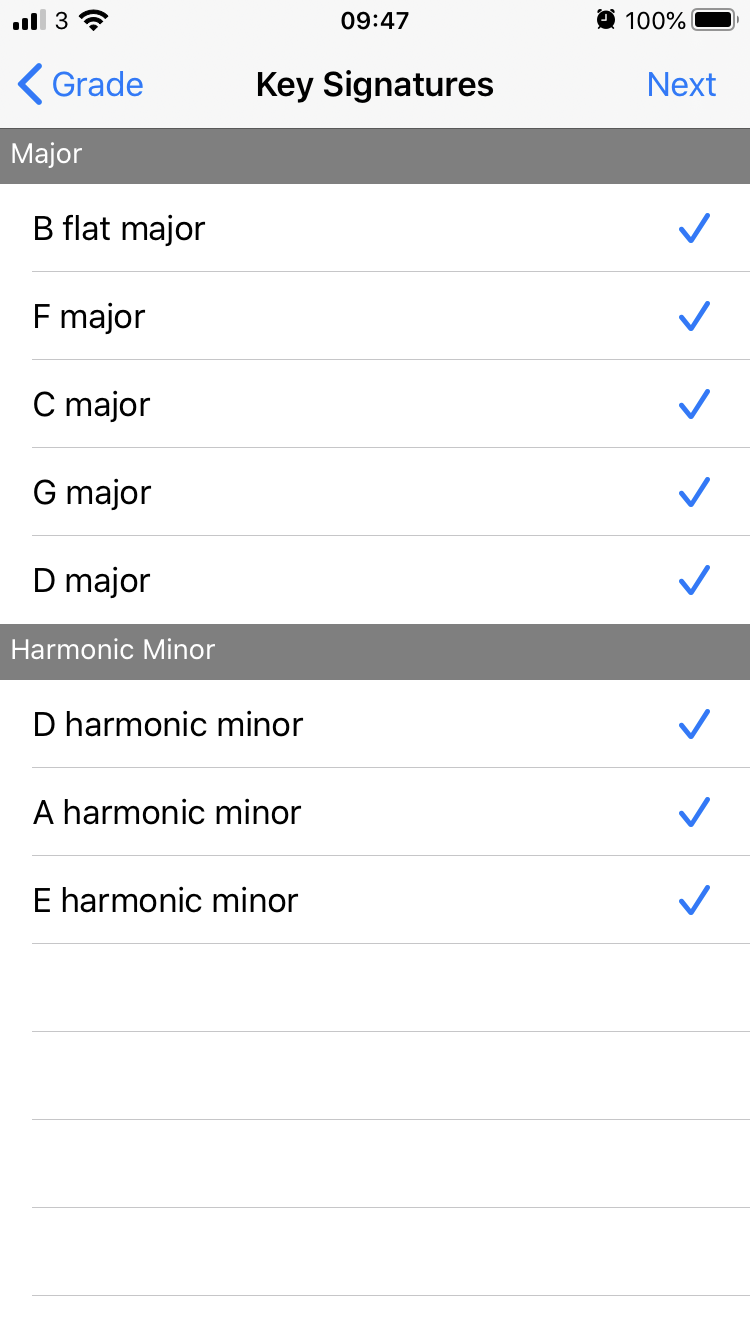 3 09:47 100%
Grade Key Signatures Next
Major
B flat major
F major
C major
G major
D major
Harmonic Minor
D harmonic minor
A harmonic minor
E harmonic minor